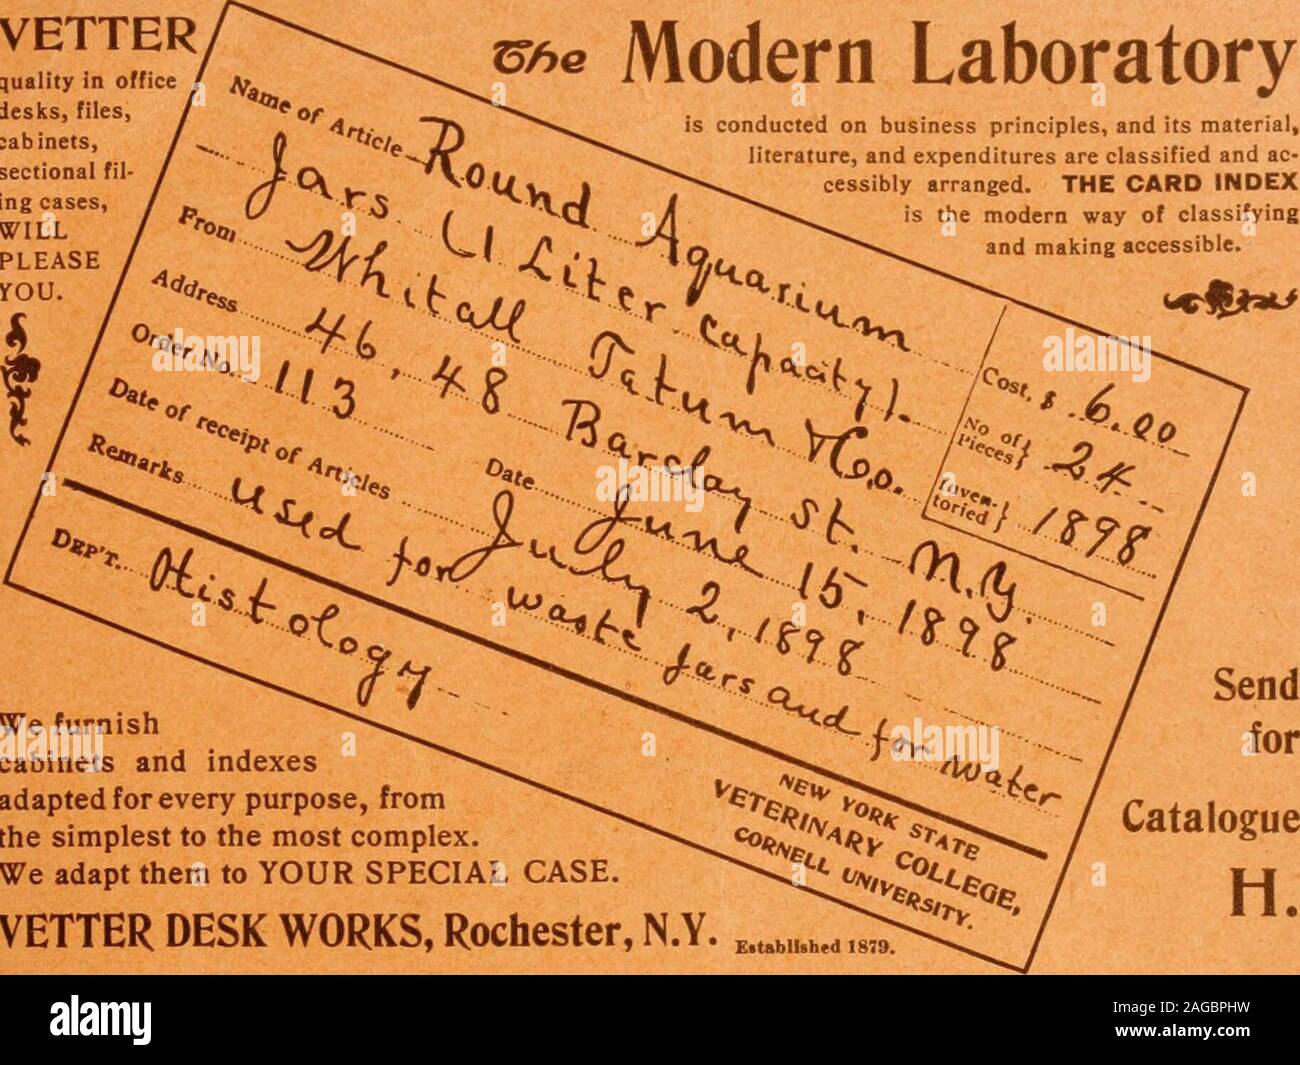 VETTER
quality in office
desks, files,
cabinets,
sectional fil-
ing cases,
WILL
PLEASE
YOU.
The Modern Laboratory
is conducted on business principles, and its material,
literature, and expenditures are classified and ac-
cessibly arranged. THE CARD INDEX
is the modern way of classifying
and making accessible.
Name of Article Round Aquarium
Jars (1 Liter capacity).
From Whitall Tatum & Co.
Address 46, 48 Barclay st. N.Y.
Order No. 113 Date June 15, 1898
Date of receipt of Articles July 2, 1898
Remarks used for waste jars and for water
Cost, $ 6.00
No of Pieces } 24
Inven-toried } 1898
DEP'T. Histology
NEW YORK STATE
VETERINARY COLLEGE,
CORNELL UNIVERSITY.
We furnish
cabinets and indexes
adapted for every purpose, from
the simplest to the most complex.
We adapt them to YOUR SPECIAL CASE.
VETTER DESK WORKS, Rochester, N.Y. Established 1879.
Send
for
Catalogue
H.
a
alamy
alamy
Image ID: 2AGBPHW
www.alamy.com